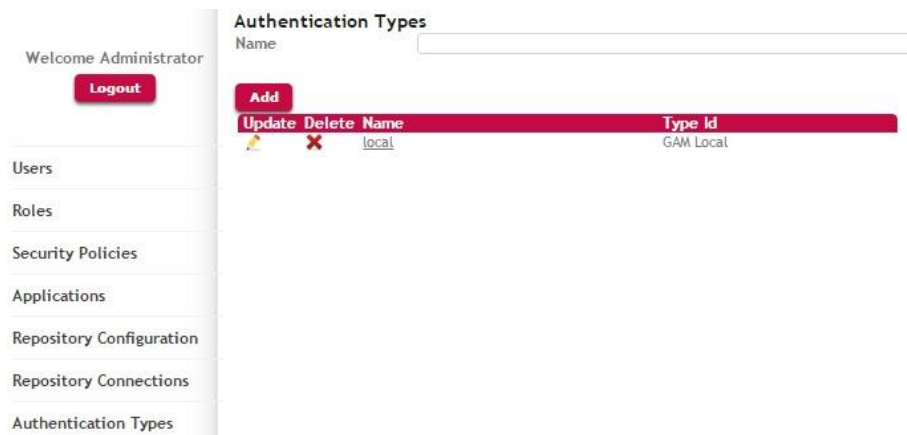 Authentication Types
Name
Welcome Administrator
Logout
Add
Update Delete Name Type Id
local GAM Local
Users
Roles
Security Policies
Applications
Repository Configuration
Repository Connections
Authentication Types